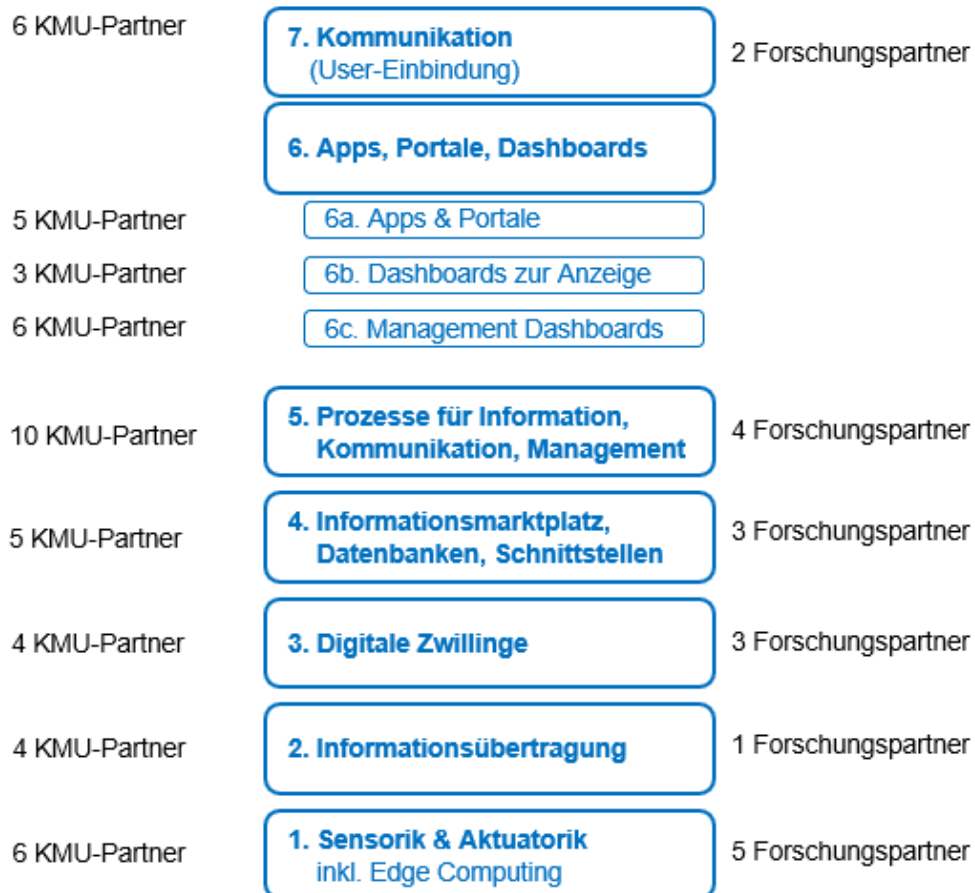 6 KMU-Partner
7. Kommunikation
(User-Einbindung)
2 Forschungspartner
6. Apps, Portale, Dashboards
5 KMU-Partner
6a. Apps & Portale
3 KMU-Partner
6b. Dashboards zur Anzeige
6 KMU-Partner
6c. Management Dashboards
10 KMU-Partner
5. Prozesse für Information,
Kommunikation, Management
4 Forschungspartner
5 KMU-Partner
4. Informationsmarktplatz,
Datenbanken, Schnittstellen
3 Forschungspartner
4 KMU-Partner
3. Digitale Zwillinge
3 Forschungspartner
4 KMU-Partner
2. Informationsübertragung
1 Forschungspartner
6 KMU-Partner
1. Sensorik & Aktuatorik
inkl. Edge Computing
5 Forschungspartner